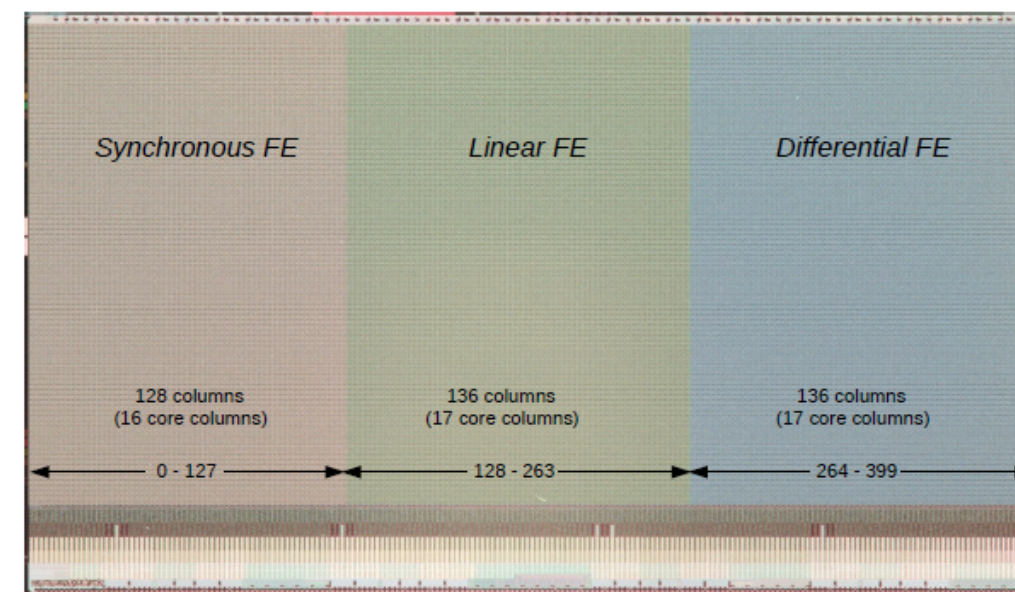 Synchronous FE
Linear FE
Differential FE
128 columns
(16 core columns)
136 columns
(17 core columns)
136 columns
(17 core columns)
0 - 127
128 - 263
264 - 399